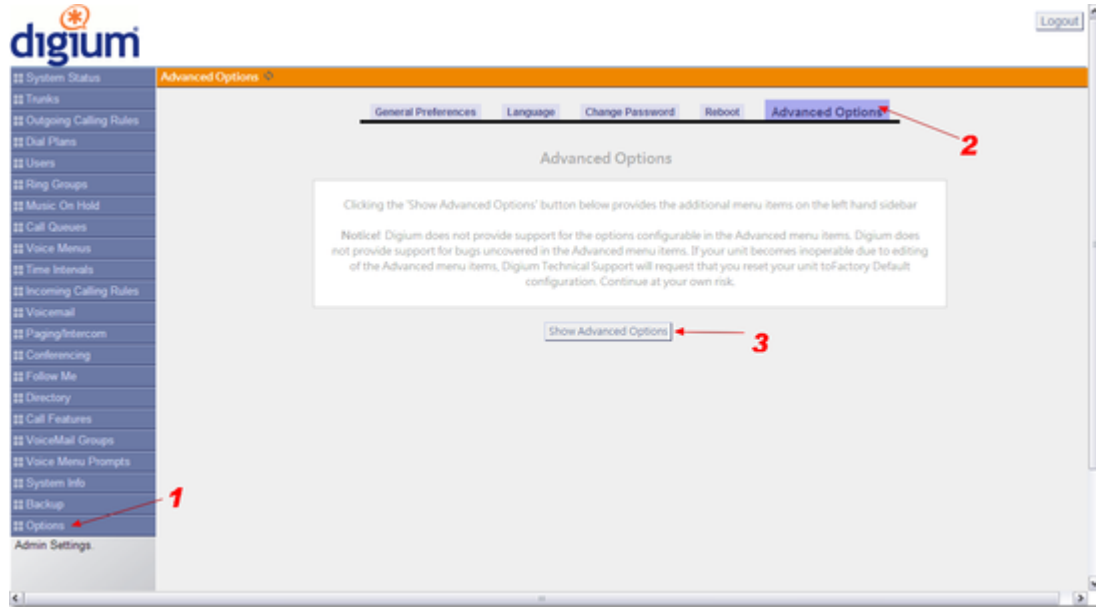 digium
Logout
System Status
Trunks
Outgoing Calling Rules
Dial Plans
Users
Ring Groups
Music On Hold
Call Queues
Voice Menus
Time Intervals
Incoming Calling Rules
Voicemail
Paging/Intercom
Conferencing
Follow Me
Directory
Call Features
VoiceMail Groups
Voice Menu Prompts
System Info
Backup
Options
Admin Settings.
1
Advanced Options
General Preferences Language Change Password Reboot Advanced Options
2
Advanced Options
Clicking the 'Show Advanced Options' button below provides the additional menu items on the left hand sidebar
Notice! Digium does not provide support for the options configurable in the Advanced menu items. Digium does
not provide support for bugs uncovered in the Advanced menu items. If your unit becomes inoperable due to editing
of the Advanced menu items, Digium Technical Support will request that you reset your unit toFactory Default
configuration. Continue at your own risk.
Show Advanced Options
3